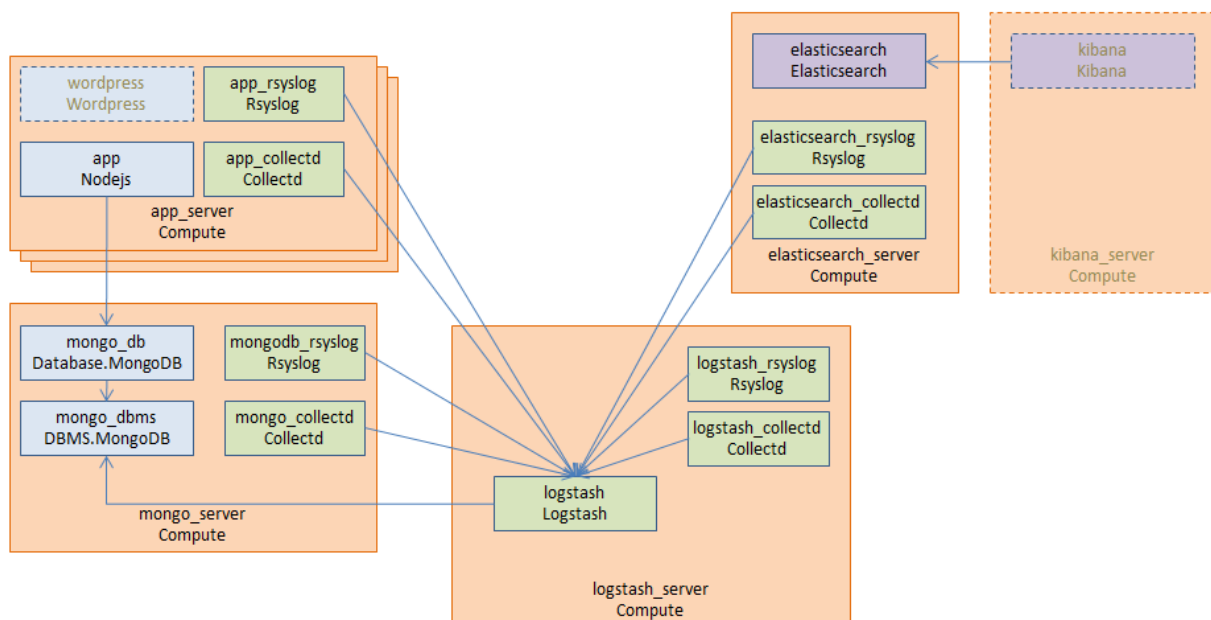 wordpress
Wordpress
app_rsyslog
Rsyslog
app
Nodejs
app_collectd
Collectd
app_server
Compute
mongo_db
Database.MongoDB
mongodb_rsyslog
Rsyslog
mongo_dbms
DBMS.MongoDB
mongo_collectd
Collectd
mongo_server
Compute
logstash_rsyslog
Rsyslog
logstash_collectd
Collectd
logstash
Logstash
logstash_server
Compute
elasticsearch
Elasticsearch
elasticsearch_rsyslog
Rsyslog
elasticsearch_collectd
Collectd
elasticsearch_server
Compute
kibana
Kibana
kibana_server
Compute